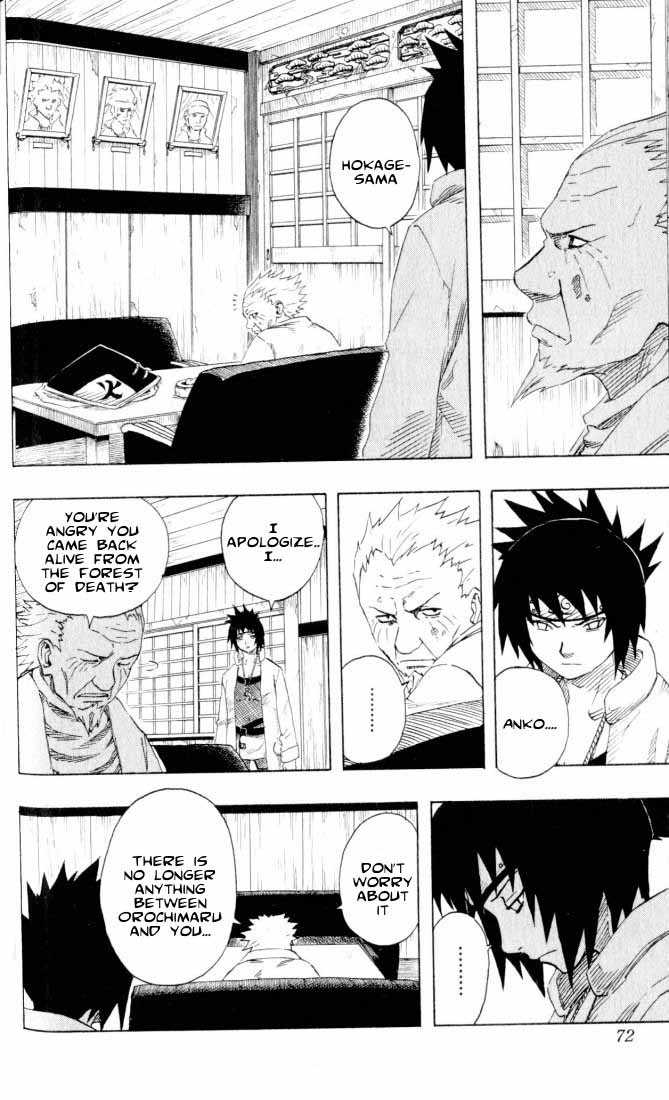 HOKAGE-
SAMA
火
ANKO....
.........
I
APOLOGIZE..
I...
YOU'RE
ANGRY YOU
CAME BACK
ALIVE FROM
THE FOREST
OF DEATH?
.........
DON'T
WORRY
ABOUT
IT
THERE IS
NO LONGER
ANYTHING
BETWEEN
OROCHIMARU
AND YOU...
72